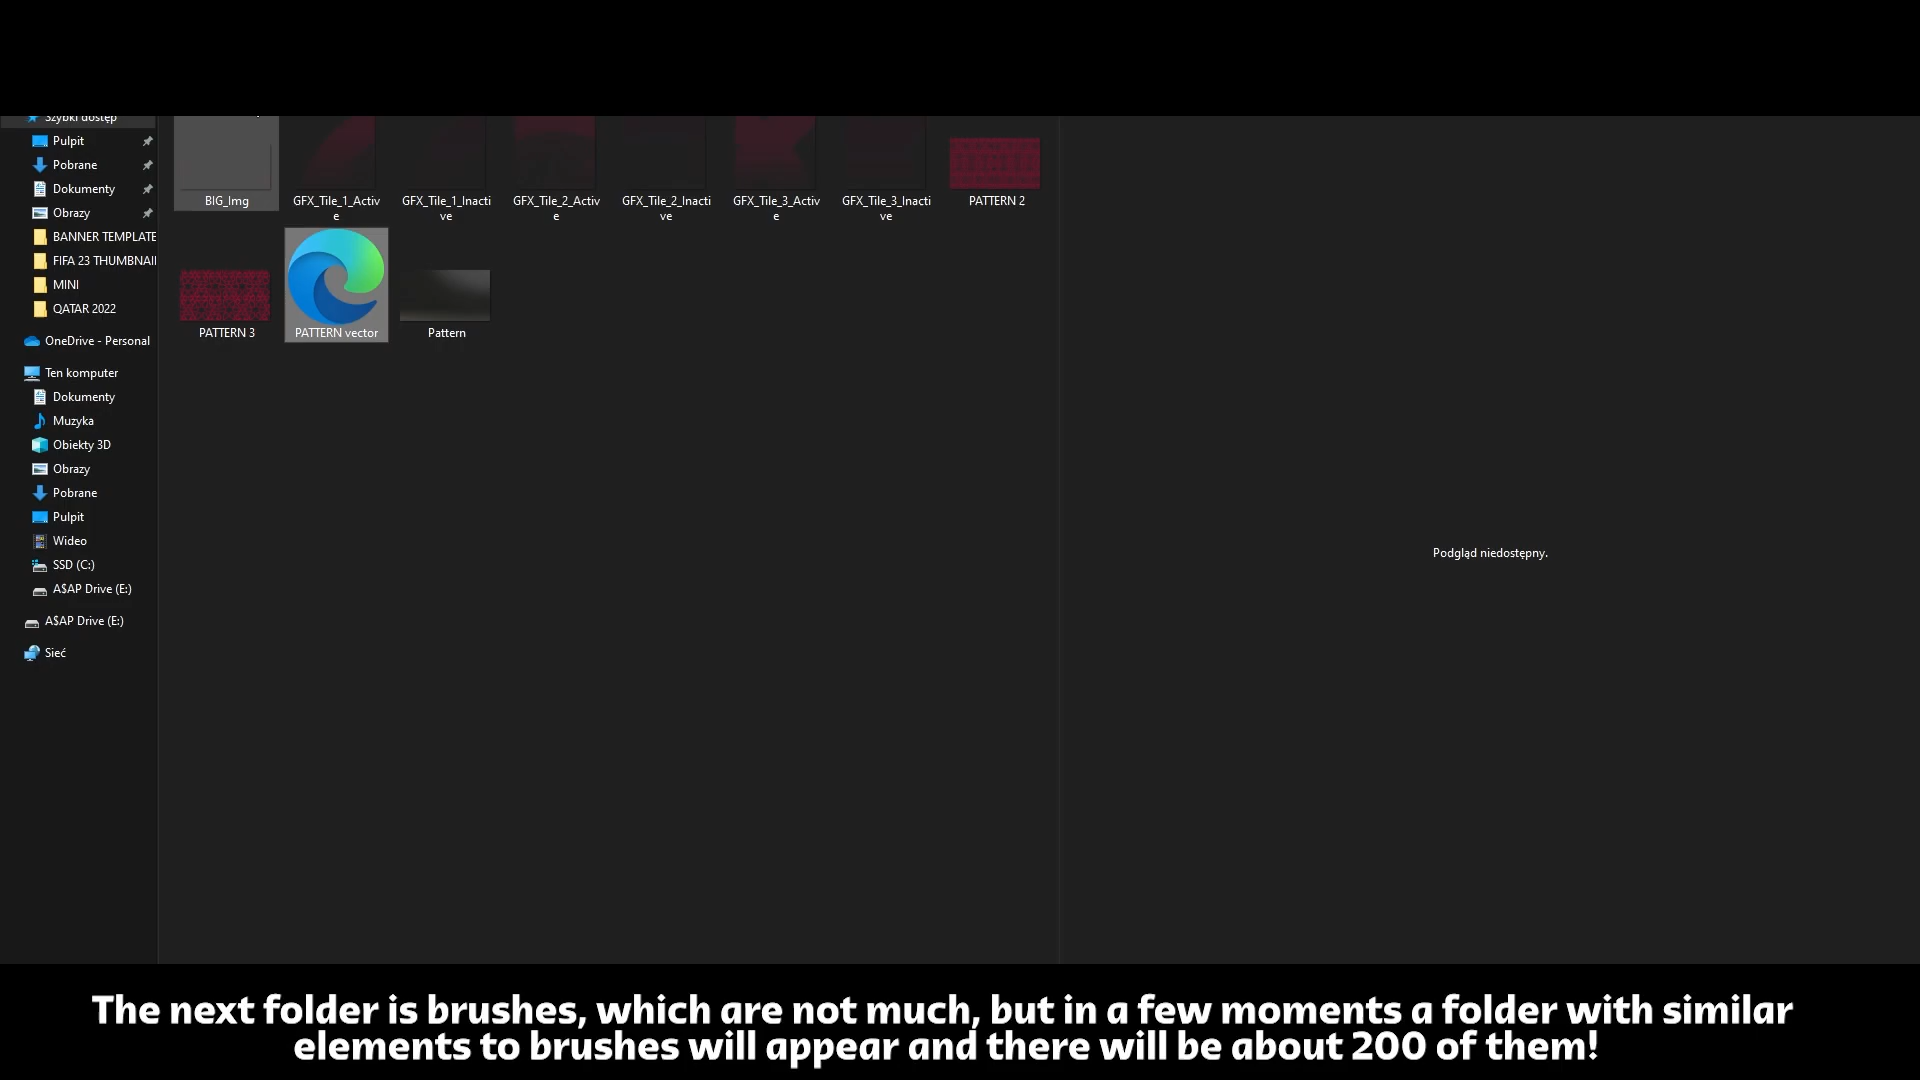 Szybki dostęp
Pulpit
Pobrane
Dokumenty
Obrazy
BANNER TEMPLATE
FIFA 23 THUMBNAIL
MINI
QATAR 2022
OneDrive - Personal
Ten komputer
Dokumenty
Muzyka
Obiekty 3D
Obrazy
Pobrane
Pulpit
Wideo
SSD (C:)
A$AP Drive (E:)
A$AP Drive (E:)
Sieć
BIG_Img
GFX_Tile_1_Activ
e
GFX_Tile_1_Inacti
ve
GFX_Tile_2_Activ
e
GFX_Tile_2_Inacti
ve
GFX_Tile_3_Activ
e
GFX_Tile_3_Inacti
ve
PATTERN 2
PATTERN 3
PATTERN vector
Pattern
Podgląd niedostępny.
The next folder is brushes, which are not much, but in a few moments a folder with similar
elements to brushes will appear and there will be about 200 of them!